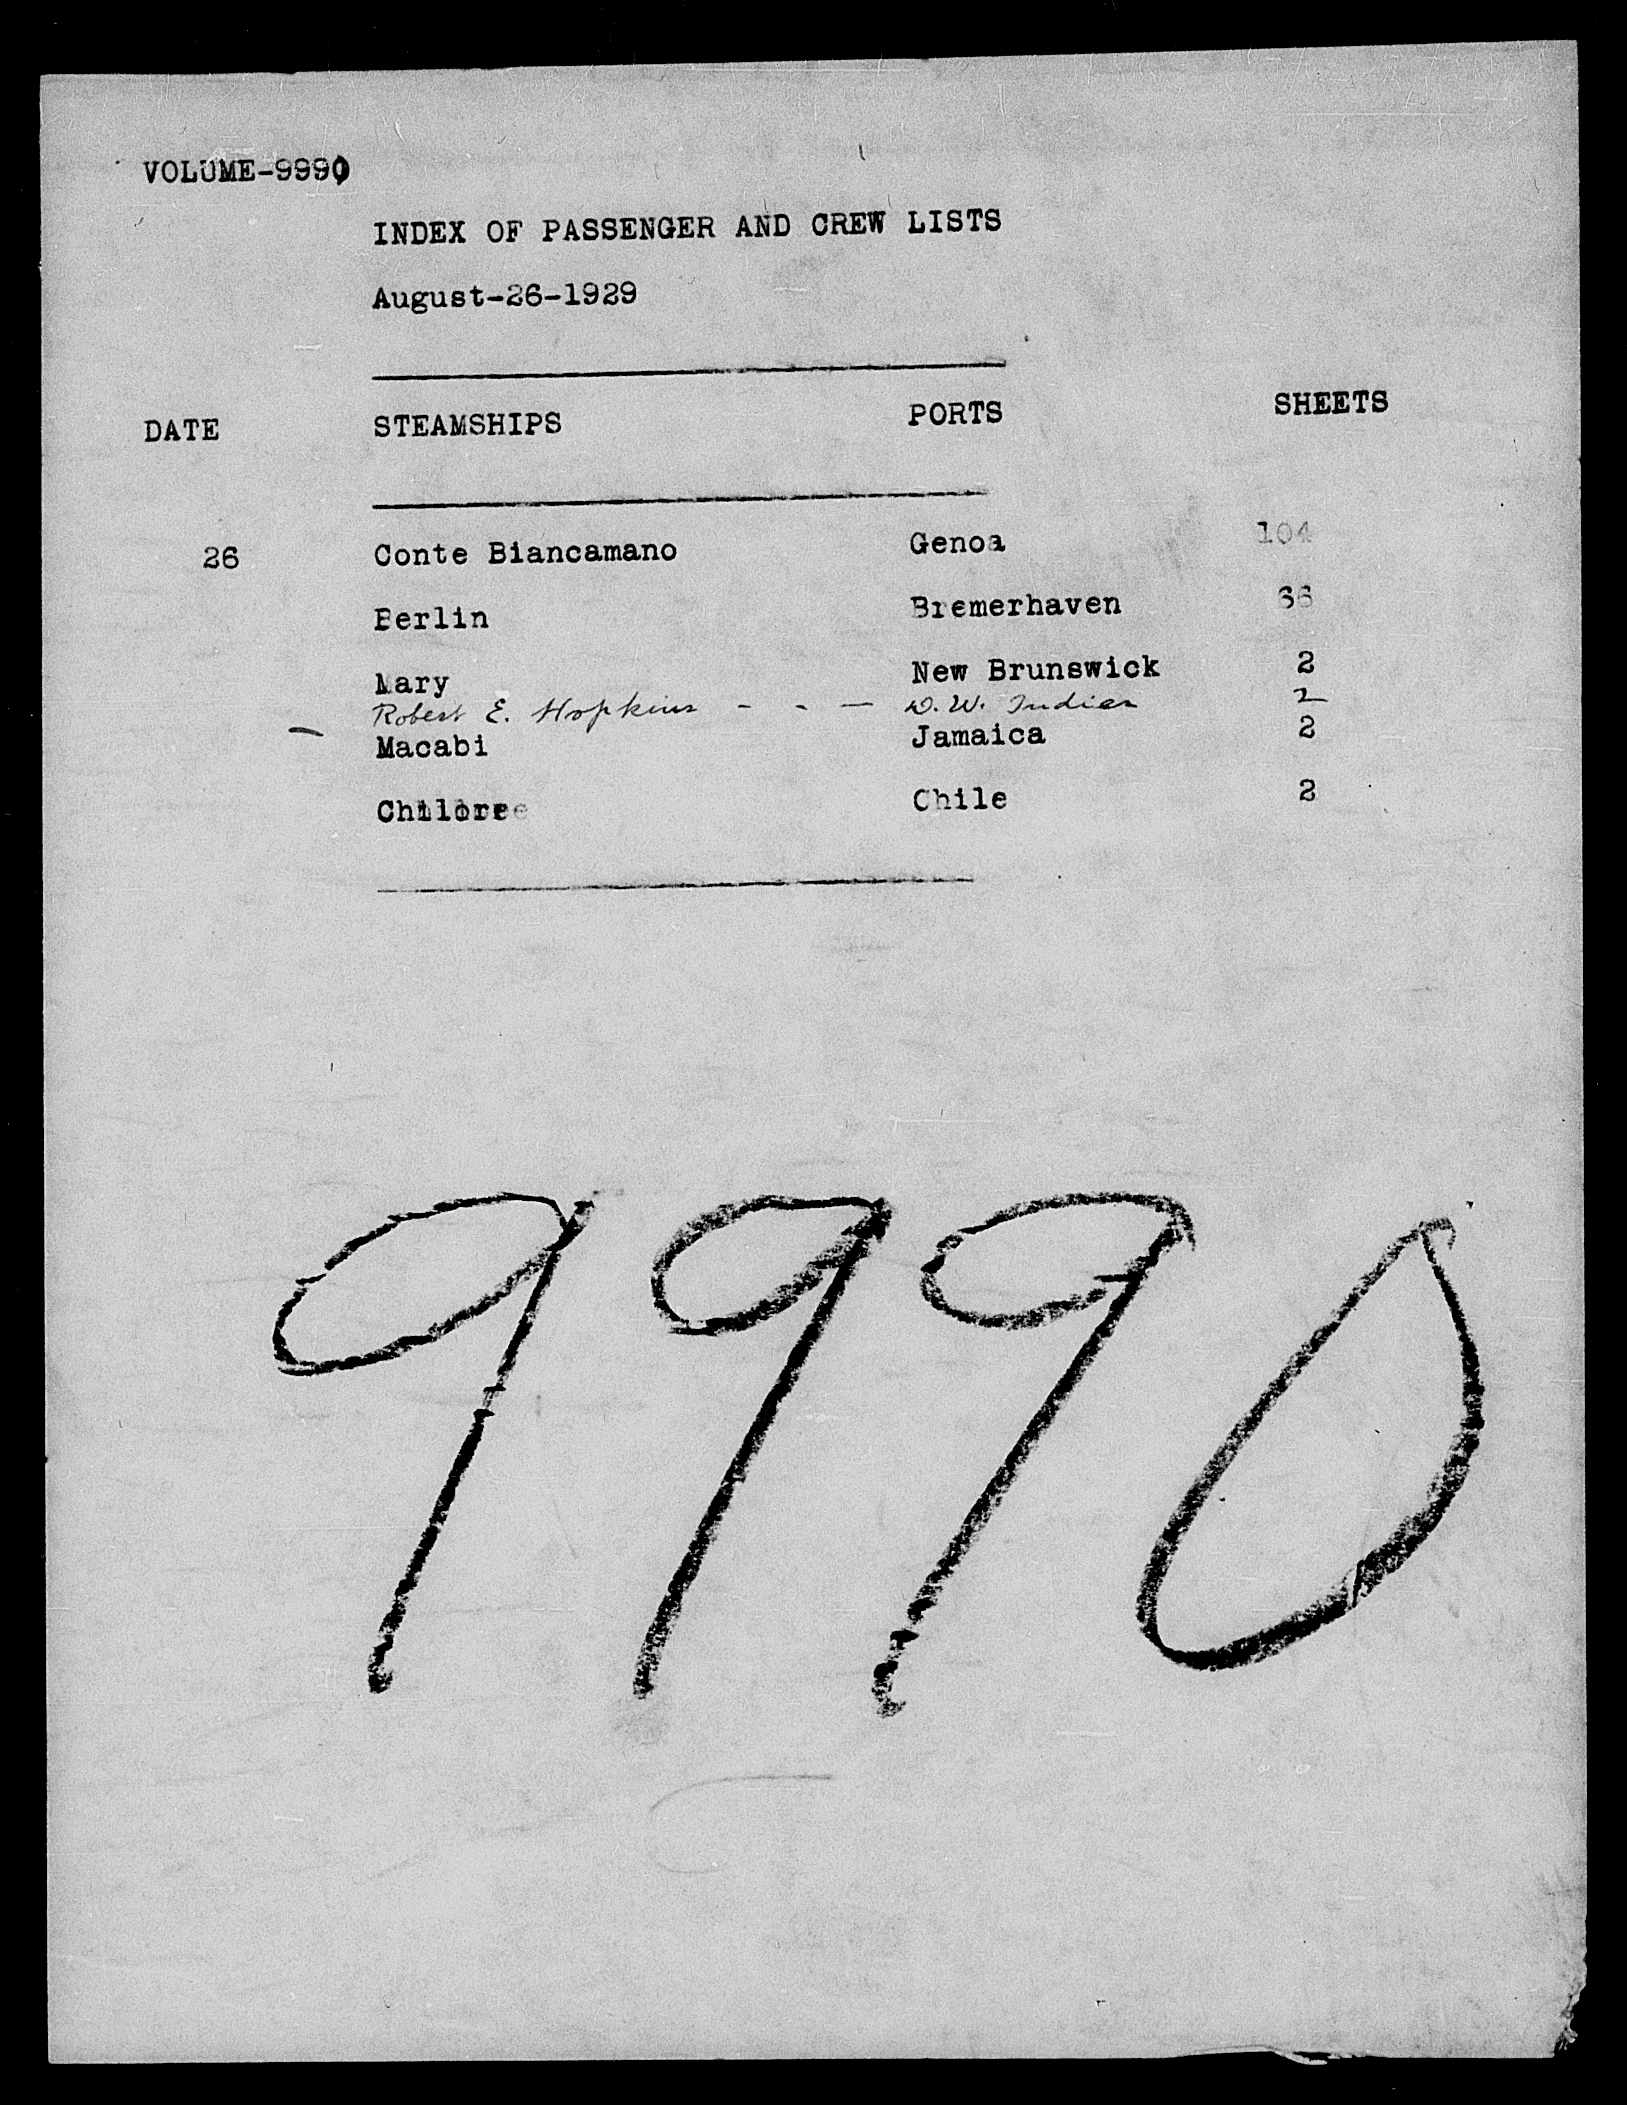 VOLUME-9990
INDEX OF PASSENGER AND CREW LISTS
August-26-1929
DATE STEAMSHIPS PORTS SHEETS
26 Conte Biancamano Genoa 104
Berlin Bremerhaven
Mary New Brunswick 2
Robert E. Hopkins - - - D. W. Indies 2
Macabi Jamaica 2
Chile 2
9990